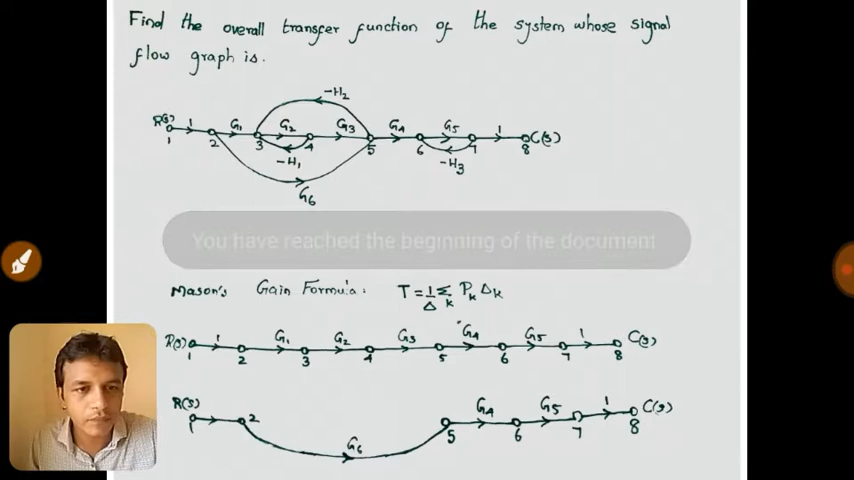 Find the overall transfer function of the system whose signal
flow graph is.
-H2
R(s) 1 G1 G2 G3 G4 G5 1 C(s)
1 2 3 4 5 6 7 8
-H1 -H3
G6
You have reached the beginning of the document
Mason's Gain Formula: T = 1/Δ Σ k Pk Δk
R(s) 1 G1 G2 G3 G4 G5 1 C(s)
1 2 3 4 5 6 7 8
R(s) 2 G4 G5 1 C(s)
1 5 6 7 8
G6